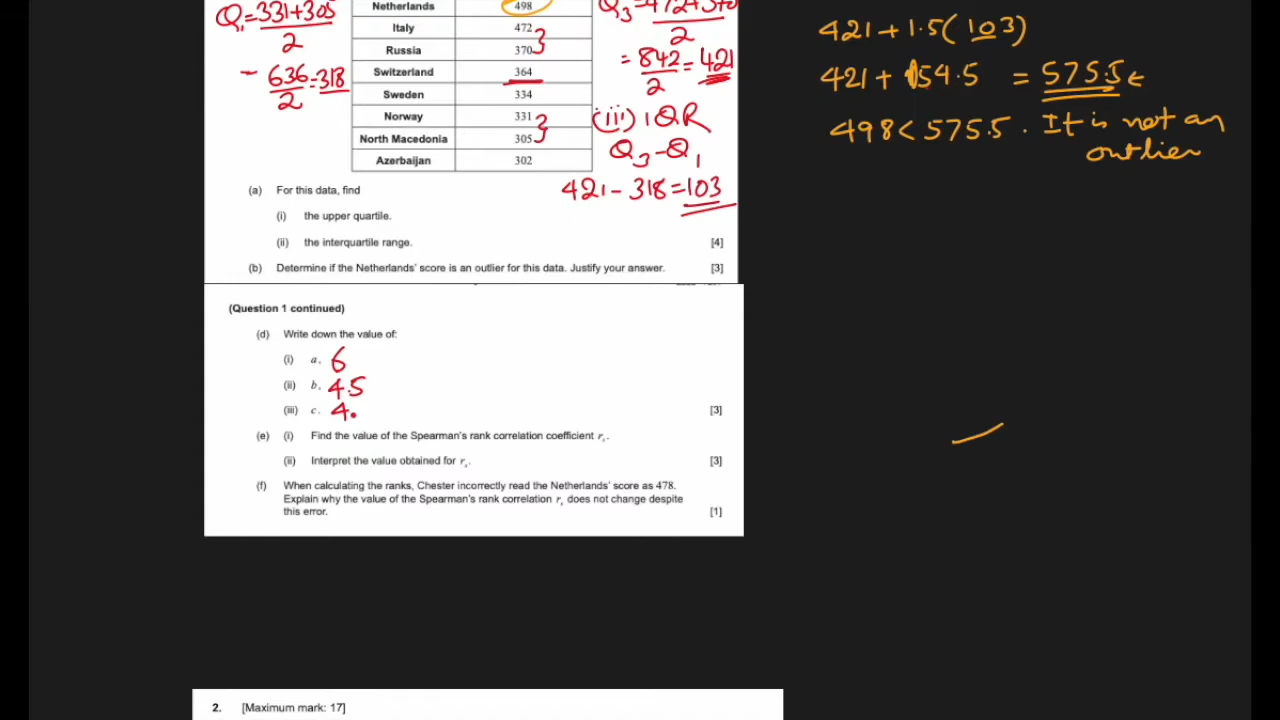 Q₁ = 331+305
2
- 636 = 318
2
Netherlands 498
Italy 472
Russia 370
Switzerland 364
Sweden 334
Norway 331
North Macedonia 305
Azerbaijan 302
2
= 842 = 421
2
(iii) IQR
Q₃ - Q₁
421 - 318 = 103
(a) For this data, find
(i) the upper quartile.
(ii) the interquartile range. [4]
(b) Determine if the Netherlands' score is an outlier for this data. Justify your answer. [3]
421 + 1.5(103)
421 + 154.5 = 575.5
498 < 575.5. It is not an
outlier
(Question 1 continued)
(d) Write down the value of:
(i) a. 6
(ii) b. 4.5
(iii) c. 4. [3]
(e) (i) Find the value of the Spearman's rank correlation coefficient rₛ.
(ii) Interpret the value obtained for rₛ. [3]
(f) When calculating the ranks, Chester incorrectly read the Netherlands' score as 478.
Explain why the value of the Spearman's rank correlation rₛ does not change despite
this error. [1]
2. [Maximum mark: 17]